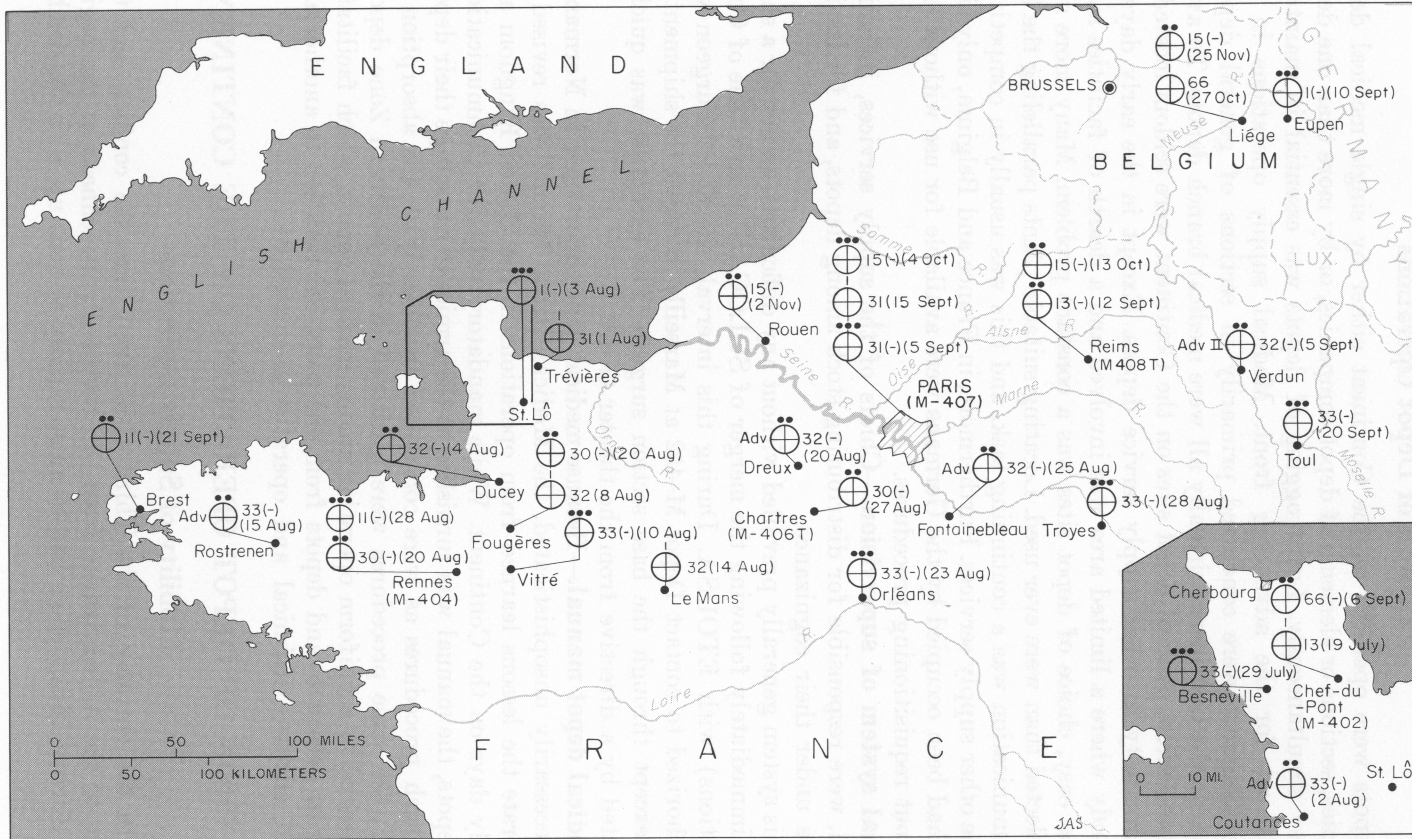 ENGLAND
ENGLISH
CHANNEL
BRUSSELS
15(-)
(25 Nov)
66
(27 Oct)
Liége
1(-)(10 Sept)
Eupen
GERMANY
BELGIUM
Meuse R.
LUX.
Somme R.
1(-)(3 Aug)
St. Lô
31(1 Aug)
Trévières
15(-)
(2 Nov)
Rouen
15(-)(4 Oct)
31(15 Sept)
31(-)(5 Sept)
PARIS
(M-407)
15(-)(13 Oct)
13(-)(12 Sept)
Reims
(M408T)
Aisne R.
Oise R.
Marne R.
Seine R.
Adv II
32(-)(5 Sept)
Verdun
33(-)
(20 Sept)
Toul
Moselle R.
11(-)(21 Sept)
Brest
Adv
33(-)
(15 Aug)
Rostrenen
32(-)(4 Aug)
Ducey
11(-)(28 Aug)
30(-)(20 Aug)
Rennes
(M-404)
30(-)(20 Aug)
32(8 Aug)
Fougères
33(-)(10 Aug)
Vitré
Orne R.
32(14 Aug)
Le Mans
Adv
32(-)
(20 Aug)
Dreux
30(-)
(27 Aug)
Chartres
(M-406T)
33(-)(23 Aug)
Orléans
Adv
32(-)(25 Aug)
Fontainebleau
33(-)(28 Aug)
Troyes
Loire R.
FRANCE
0 50 100 MILES
0 50 100 KILOMETERS
JAS
Cherbourg
66(-)(6 Sept)
13(19 July)
Chef-du
-Pont
(M-402)
33(-)(29 July)
Besneville
0 10 MI.
Adv
33(-)
(2 Aug)
Coutances
St. Lô